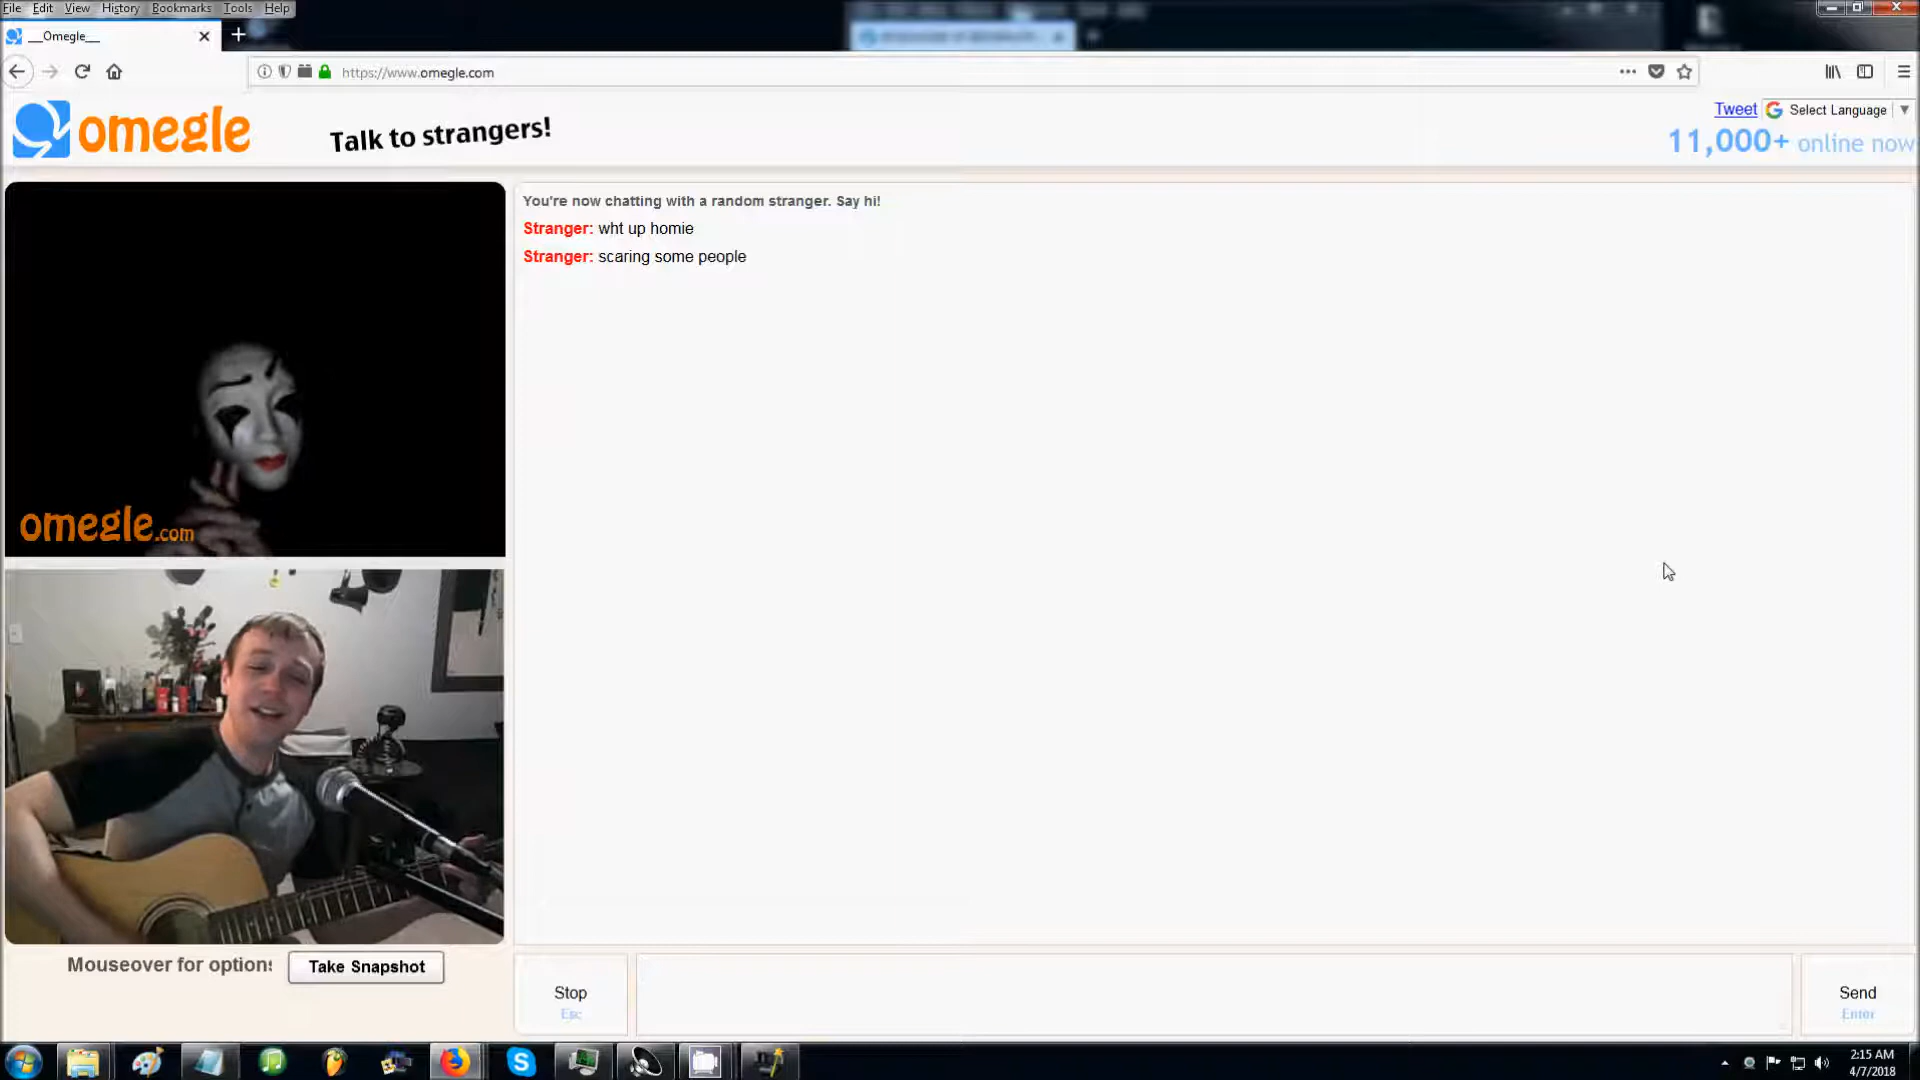 File Edit View History Bookmarks Tools Help
__Omegle__
https://www.omegle.com
omegle Talk to strangers!
Tweet Select Language
11,000+ online now
omegle.com
You're now chatting with a random stranger. Say hi!
Stranger: wht up homie
Stranger: scaring some people
Mouseover for options
Take Snapshot
Stop
Esc
Send
Enter
2:15 AM
4/7/2018